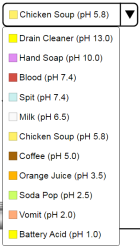 Chicken Soup (pH 5.8)
Drain Cleaner (pH 13.0)
Hand Soap (pH 10.0)
Blood (pH 7.4)
Spit (pH 7.4)
Milk (pH 6.5)
Chicken Soup (pH 5.8)
Coffee (pH 5.0)
Orange Juice (pH 3.5)
Soda Pop (pH 2.5)
Vomit (pH 2.0)
Battery Acid (pH 1.0)